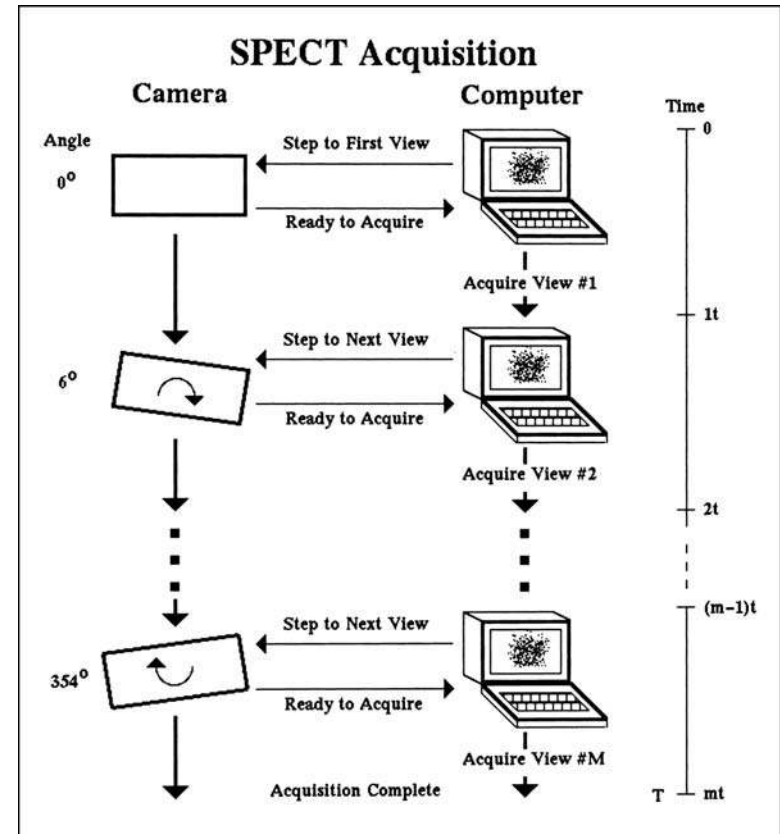 SPECT Acquisition
Camera
Computer
Time
0
Angle
0°
Step to First View
Ready to Acquire
Acquire View #1
1t
6°
Step to Next View
Ready to Acquire
Acquire View #2
2t
(m-1)t
354°
Step to Next View
Ready to Acquire
Acquire View #M
Acquisition Complete
T
mt